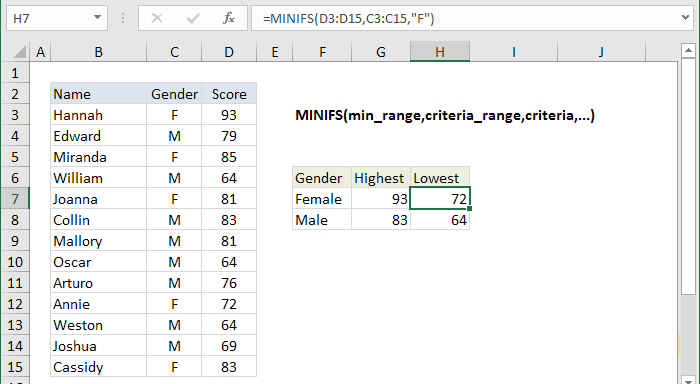 H7 fx =MINIFS(D3:D15,C3:C15,"F")
A B C D E F G H I J
1
2 Name Gender Score
3 Hannah F 93 MINIFS(min_range,criteria_range,criteria,...)
4 Edward M 79
5 Miranda F 85
6 William M 64 Gender Highest Lowest
7 Joanna F 81 Female 93 72
8 Collin M 83 Male 83 64
9 Mallory M 81
10 Oscar M 64
11 Arturo M 76
12 Annie F 72
13 Weston M 64
14 Joshua M 69
15 Cassidy F 83